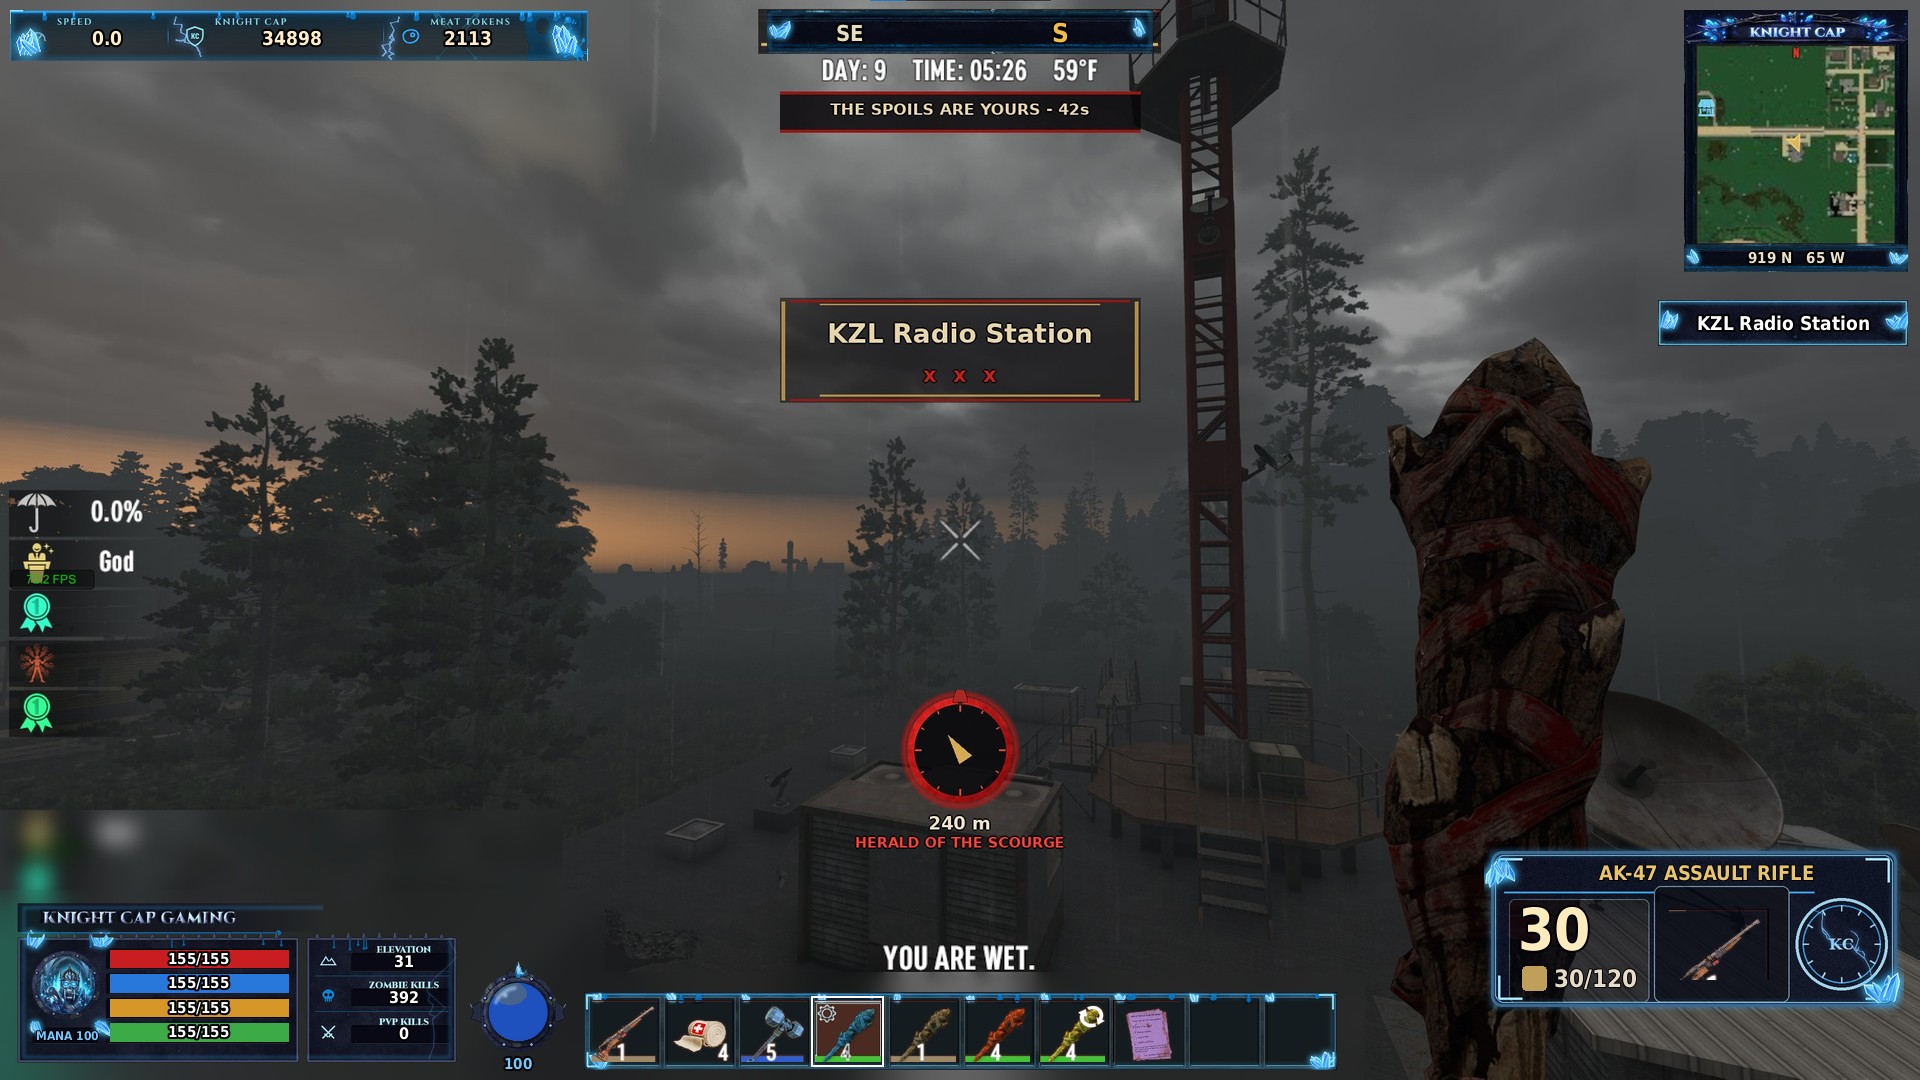 SPEED
0.0
KNIGHT CAP
34898
MEAT TOKENS
2113
SE
S
DAY: 9 TIME: 05:26 59°F
THE SPOILS ARE YOURS - 42s
KNIGHT CAP
N
919 N 65 W
KZL Radio Station
KZL Radio Station
X X X
0.0%
God
FPS
240 m
HERALD OF THE SCOURGE
YOU ARE WET.
KNIGHT CAP GAMING
155/155
155/155
155/155
155/155
MANA 100
ELEVATION
31
ZOMBIE KILLS
392
PVP KILLS
0
100
1
4
5
4
1
4
4
AK-47 ASSAULT RIFLE
30
30/120
KC